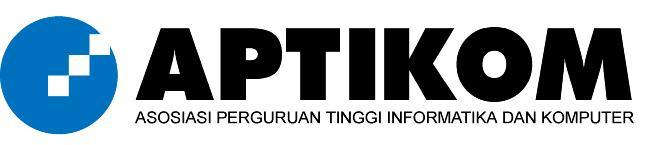 APTIKOM
ASOSIASI PERGURUAN TINGGI INFORMATIKA DAN KOMPUTER